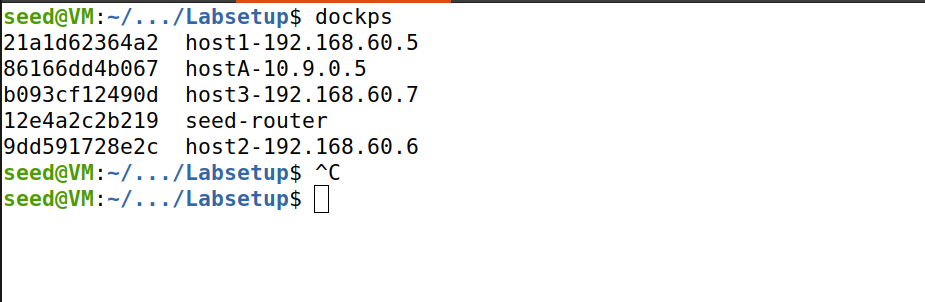 seed@VM:~/.../Labsetup$ dockps
21a1d62364a2  host1-192.168.60.5
86166dd4b067  hostA-10.9.0.5
b093cf12490d  host3-192.168.60.7
12e4a2c2b219  seed-router
9dd591728e2c  host2-192.168.60.6
seed@VM:~/.../Labsetup$ ^C
seed@VM:~/.../Labsetup$